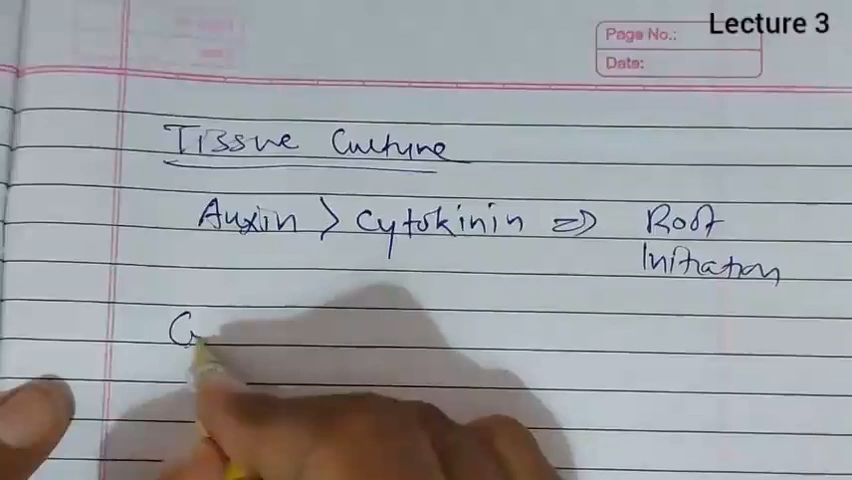 Lecture 3
Page No.:
Date:
Tissue Culture
Auxin > Cytokinin ⇒ Root
Initiation
C